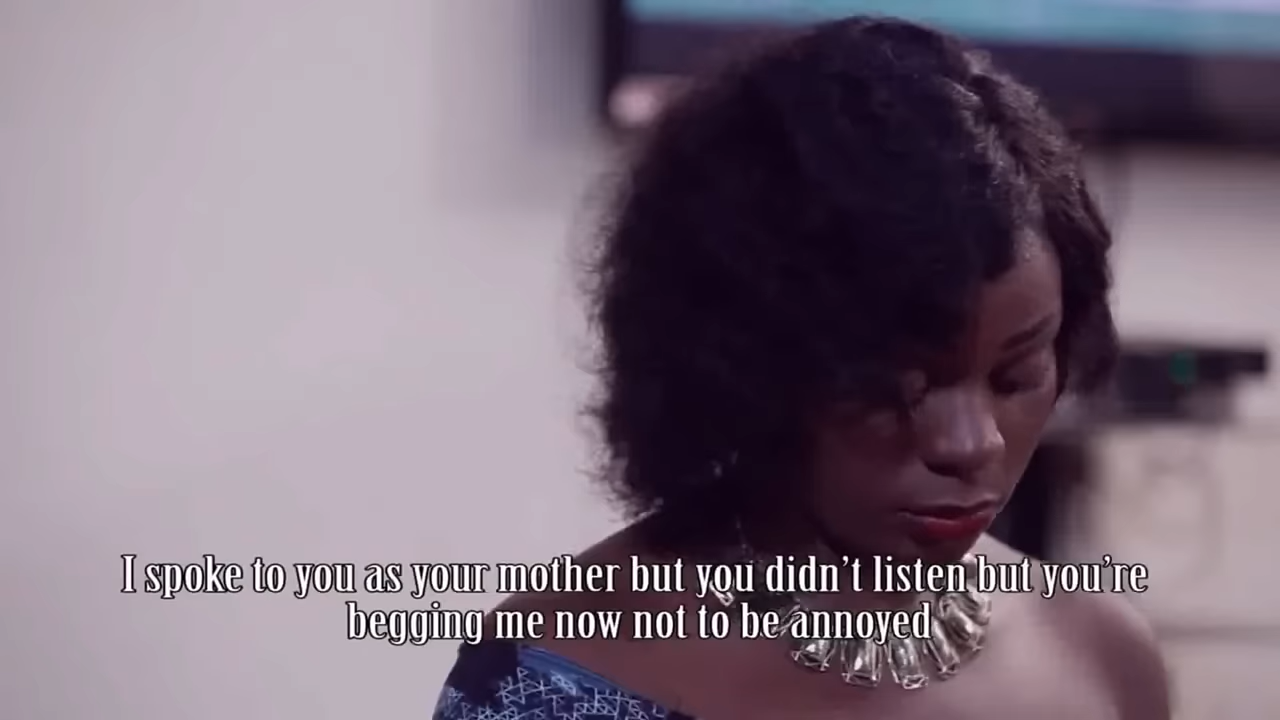 I spoke to you as your mother but you didn't listen but you're
begging me now not to be annoyed